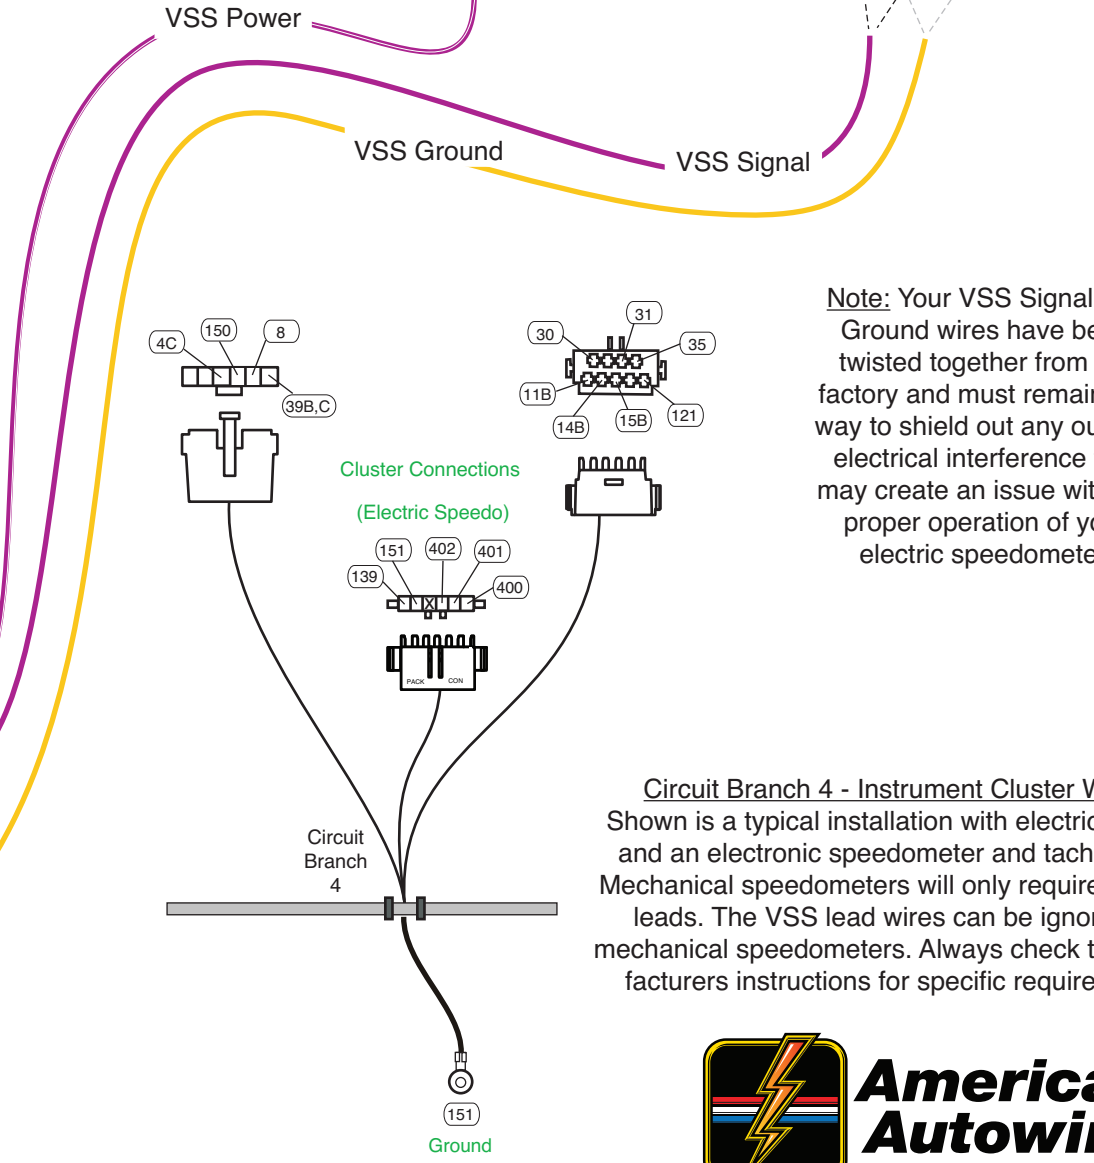 VSS Power
VSS Ground
VSS Signal
Note: Your VSS Signal
Ground wires have be
twisted together from
factory and must remain
way to shield out any ou
electrical interference
may create an issue wit
proper operation of yo
electric speedomete
4C
150
8
39B,C
30
31
35
11B
14B
15B
121
Cluster Connections
(Electric Speedo)
139
151
402
401
400
X
PACK CON
Circuit
Branch
4
Circuit Branch 4 - Instrument Cluster W
Shown is a typical installation with electric
and an electronic speedometer and tach
Mechanical speedometers will only require
leads. The VSS lead wires can be ignor
mechanical speedometers. Always check t
facturers instructions for specific require
151
Ground
America
Autowir